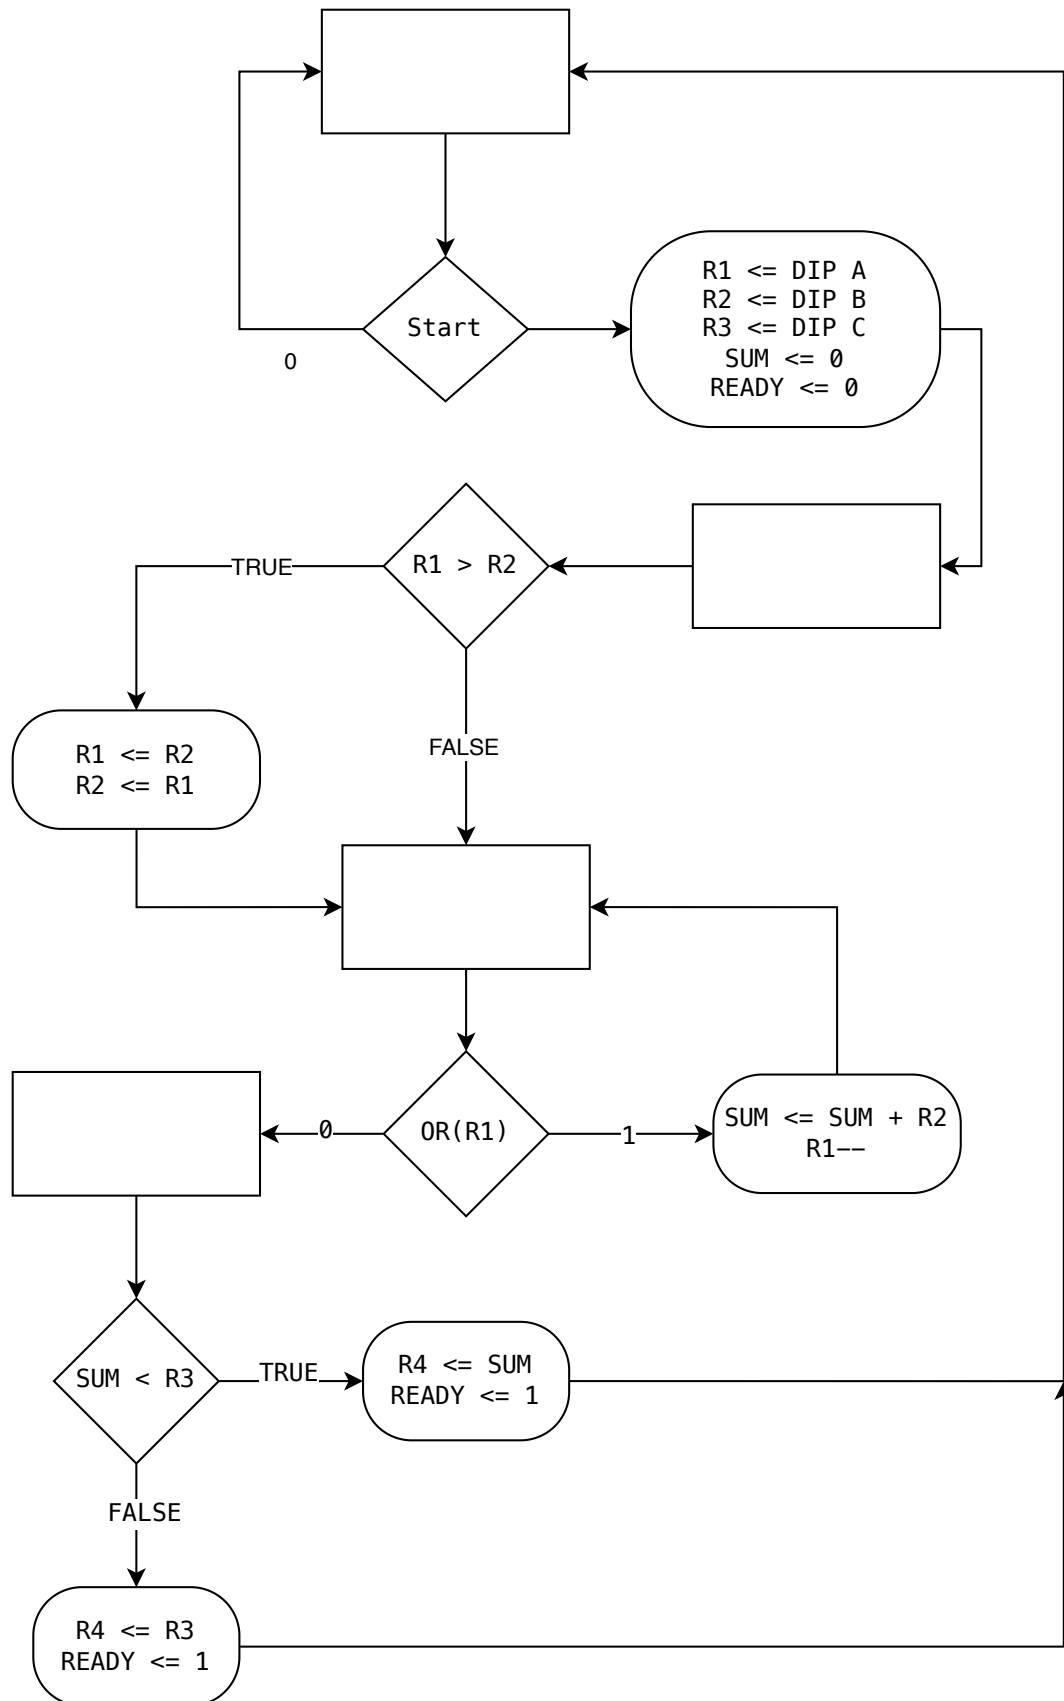 Start
0
R1 <= DIP A
R2 <= DIP B
R3 <= DIP C
SUM <= 0
READY <= 0
R1 > R2
TRUE
FALSE
R1 <= R2
R2 <= R1
OR(R1)
0
1
SUM <= SUM + R2
R1--
SUM < R3
TRUE
R4 <= SUM
READY <= 1
FALSE
R4 <= R3
READY <= 1